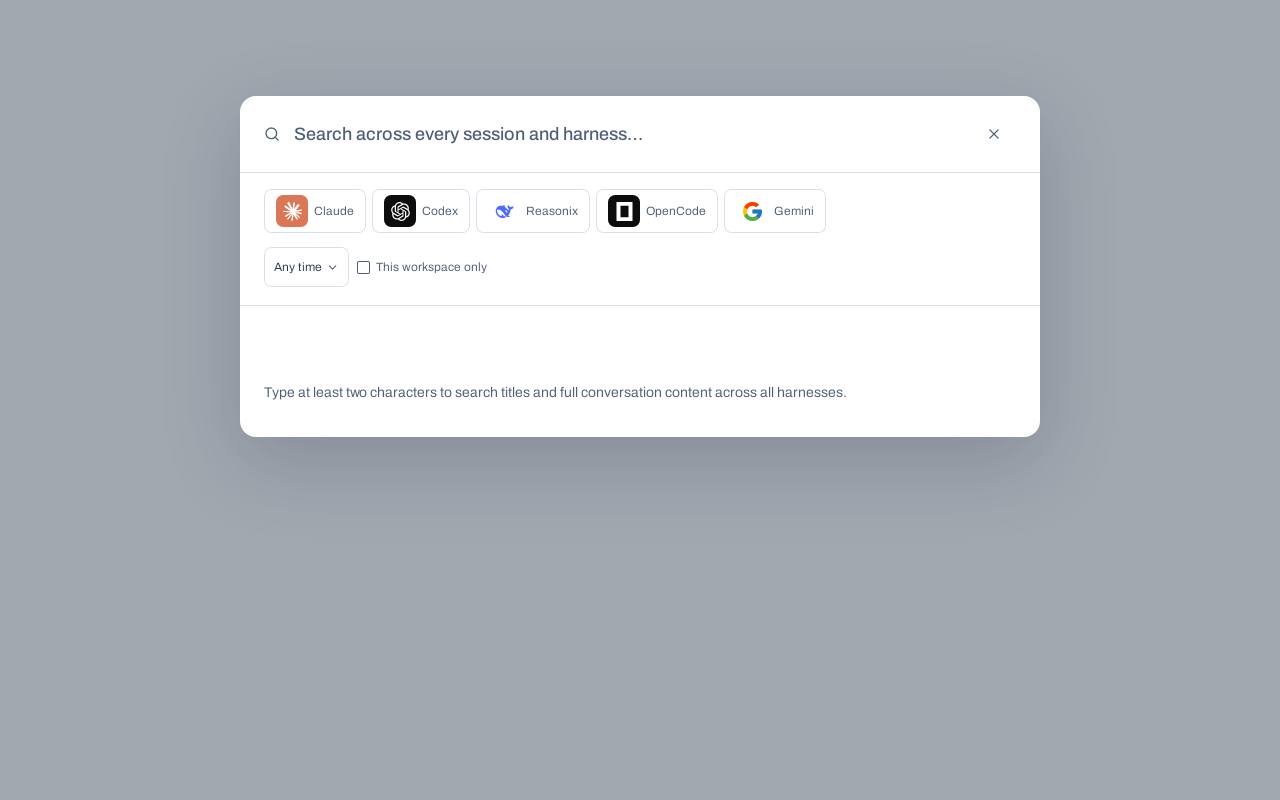 Search across every session and harness...
Claude
Codex
Reasonix
OpenCode
Gemini
Any time
This workspace only
Type at least two characters to search titles and full conversation content across all harnesses.